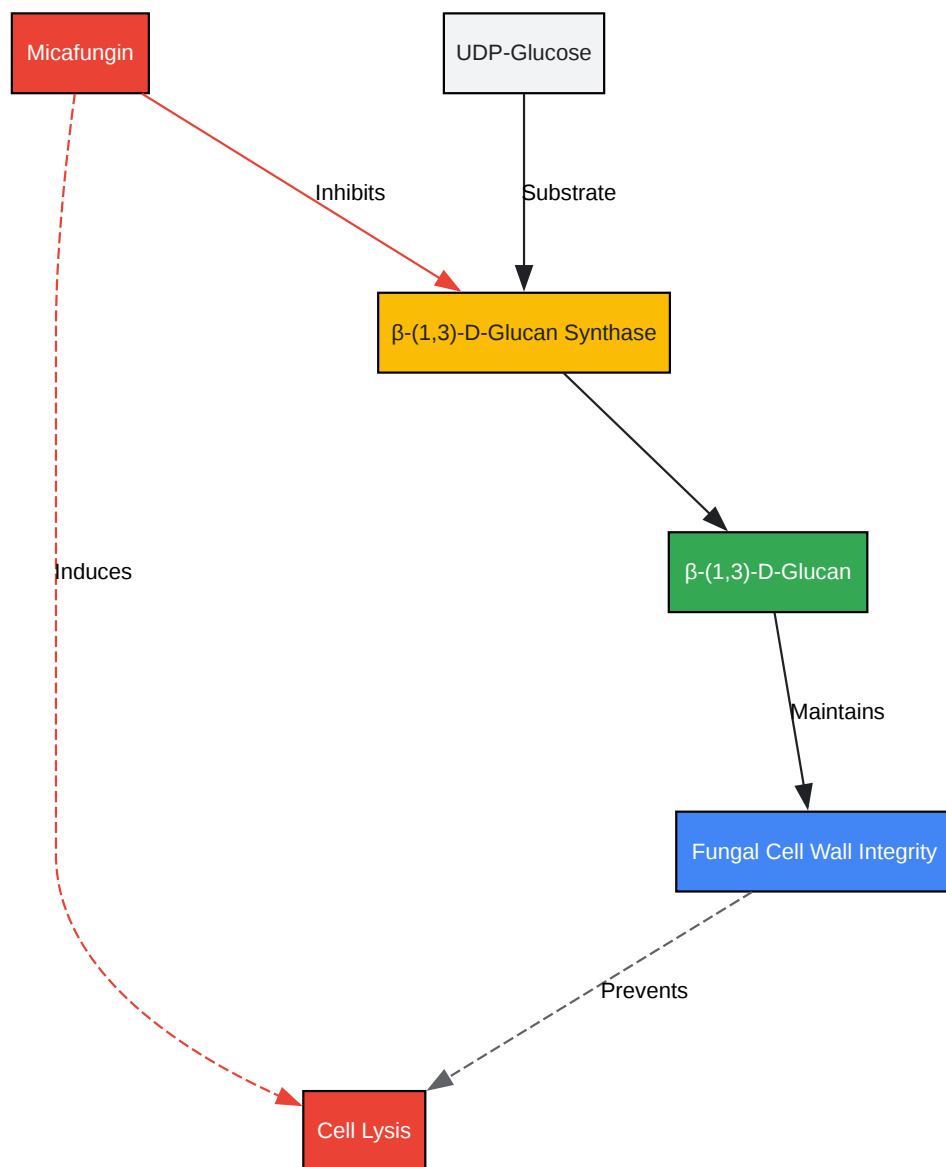 Micafungin
UDP-Glucose
Inhibits
Substrate
β-(1,3)-D-Glucan Synthase
Induces
β-(1,3)-D-Glucan
Maintains
Fungal Cell Wall Integrity
Prevents
Cell Lysis